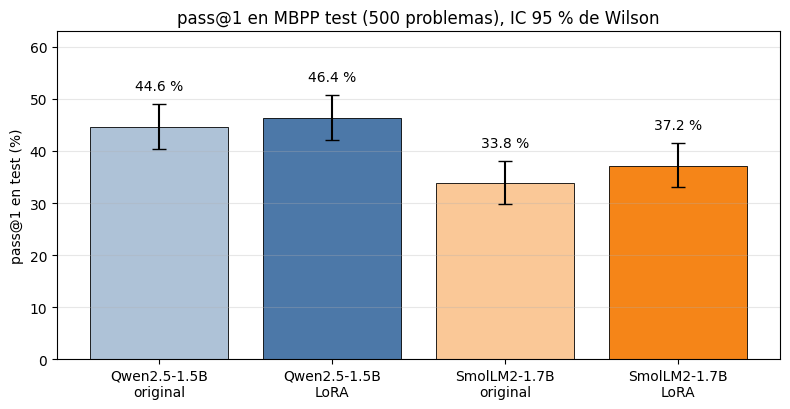 pass@1 en MBPP test (500 problemas), IC 95 % de Wilson
pass@1 en test (%)
60
50
40
30
20
10
0
44.6 %
46.4 %
33.8 %
37.2 %
Qwen2.5-1.5B
original
Qwen2.5-1.5B
LoRA
SmolLM2-1.7B
original
SmolLM2-1.7B
LoRA